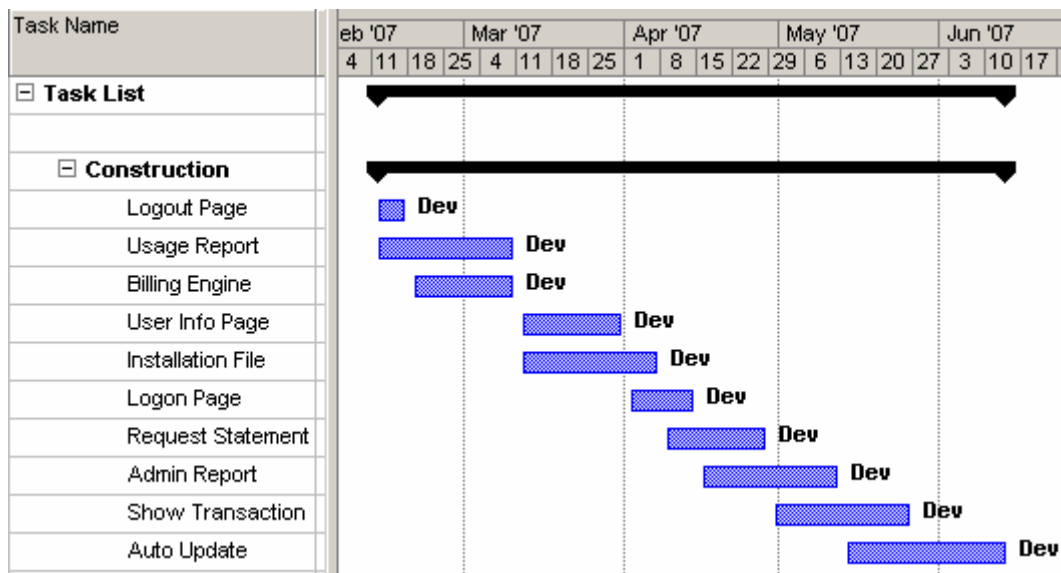 Task Name
eb '07 Mar '07 Apr '07 May '07 Jun '07
4 11 18 25 4 11 18 25 1 8 15 22 29 6 13 20 27 3 10 17
Task List
Construction
Logout Page Dev
Usage Report Dev
Billing Engine Dev
User Info Page Dev
Installation File Dev
Logon Page Dev
Request Statement Dev
Admin Report Dev
Show Transaction Dev
Auto Update Dev